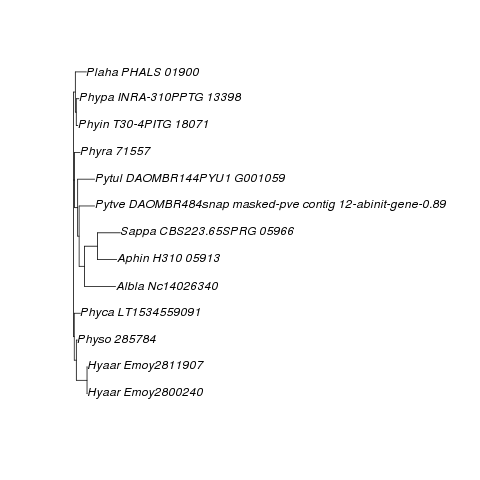 Plaha PHALS 01900
Phypa INRA-310PPTG 13398
Phyin T30-4PITG 18071
Phyra 71557
Pytul DAOMBR144PYU1 G001059
Pytve DAOMBR484snap masked-pve contig 12-abinit-gene-0.89
Sappa CBS223.65SPRG 05966
Aphin H310 05913
Albla Nc14026340
Phyca LT1534559091
Physo 285784
Hyaar Emoy2811907
Hyaar Emoy2800240